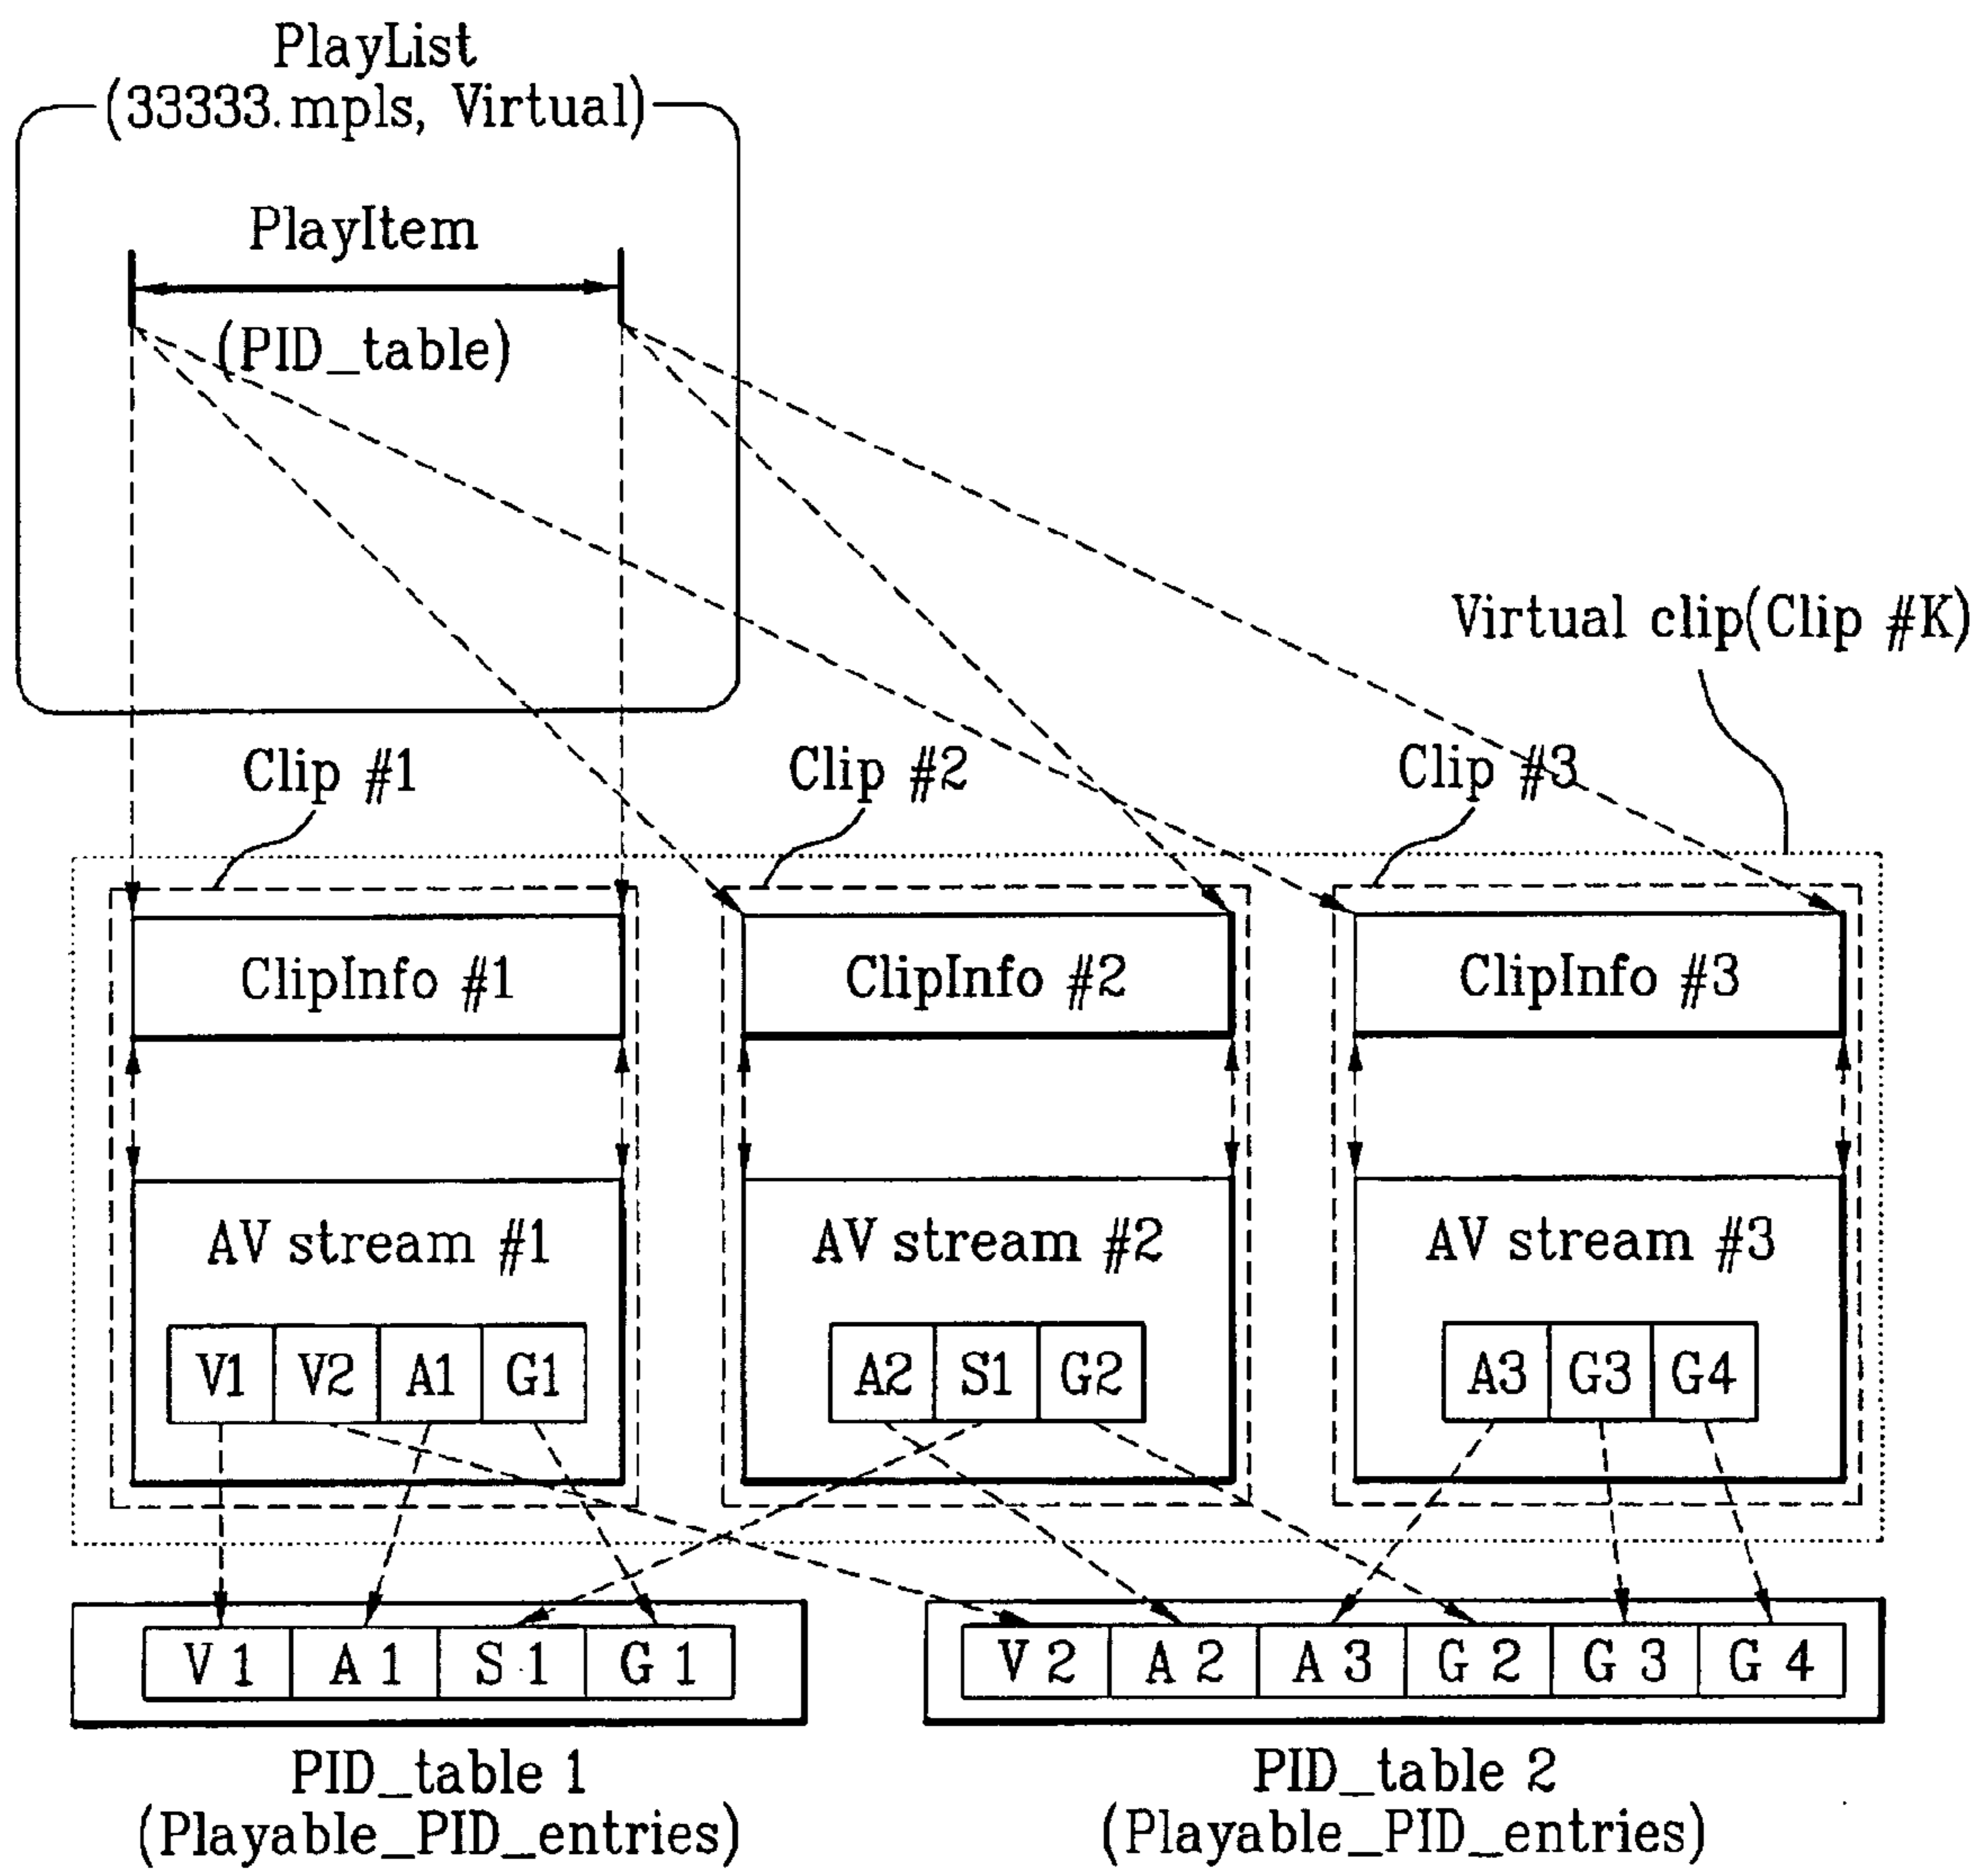 PlayList
(33333.mpls, Virtual)
PlayItem
(PID_table)
Virtual clip(Clip #K)
Clip #1
Clip #2
Clip #3
ClipInfo #1
ClipInfo #2
ClipInfo #3
AV stream #1
AV stream #2
AV stream #3
V1 V2 A1 G1
A2 S1 G2
A3 G3 G4
V 1 A 1 S 1 G 1
V 2 A 2 A 3 G 2 G 3 G 4
PID_table 1
(Playable_PID_entries)
PID_table 2
(Playable_PID_entries)